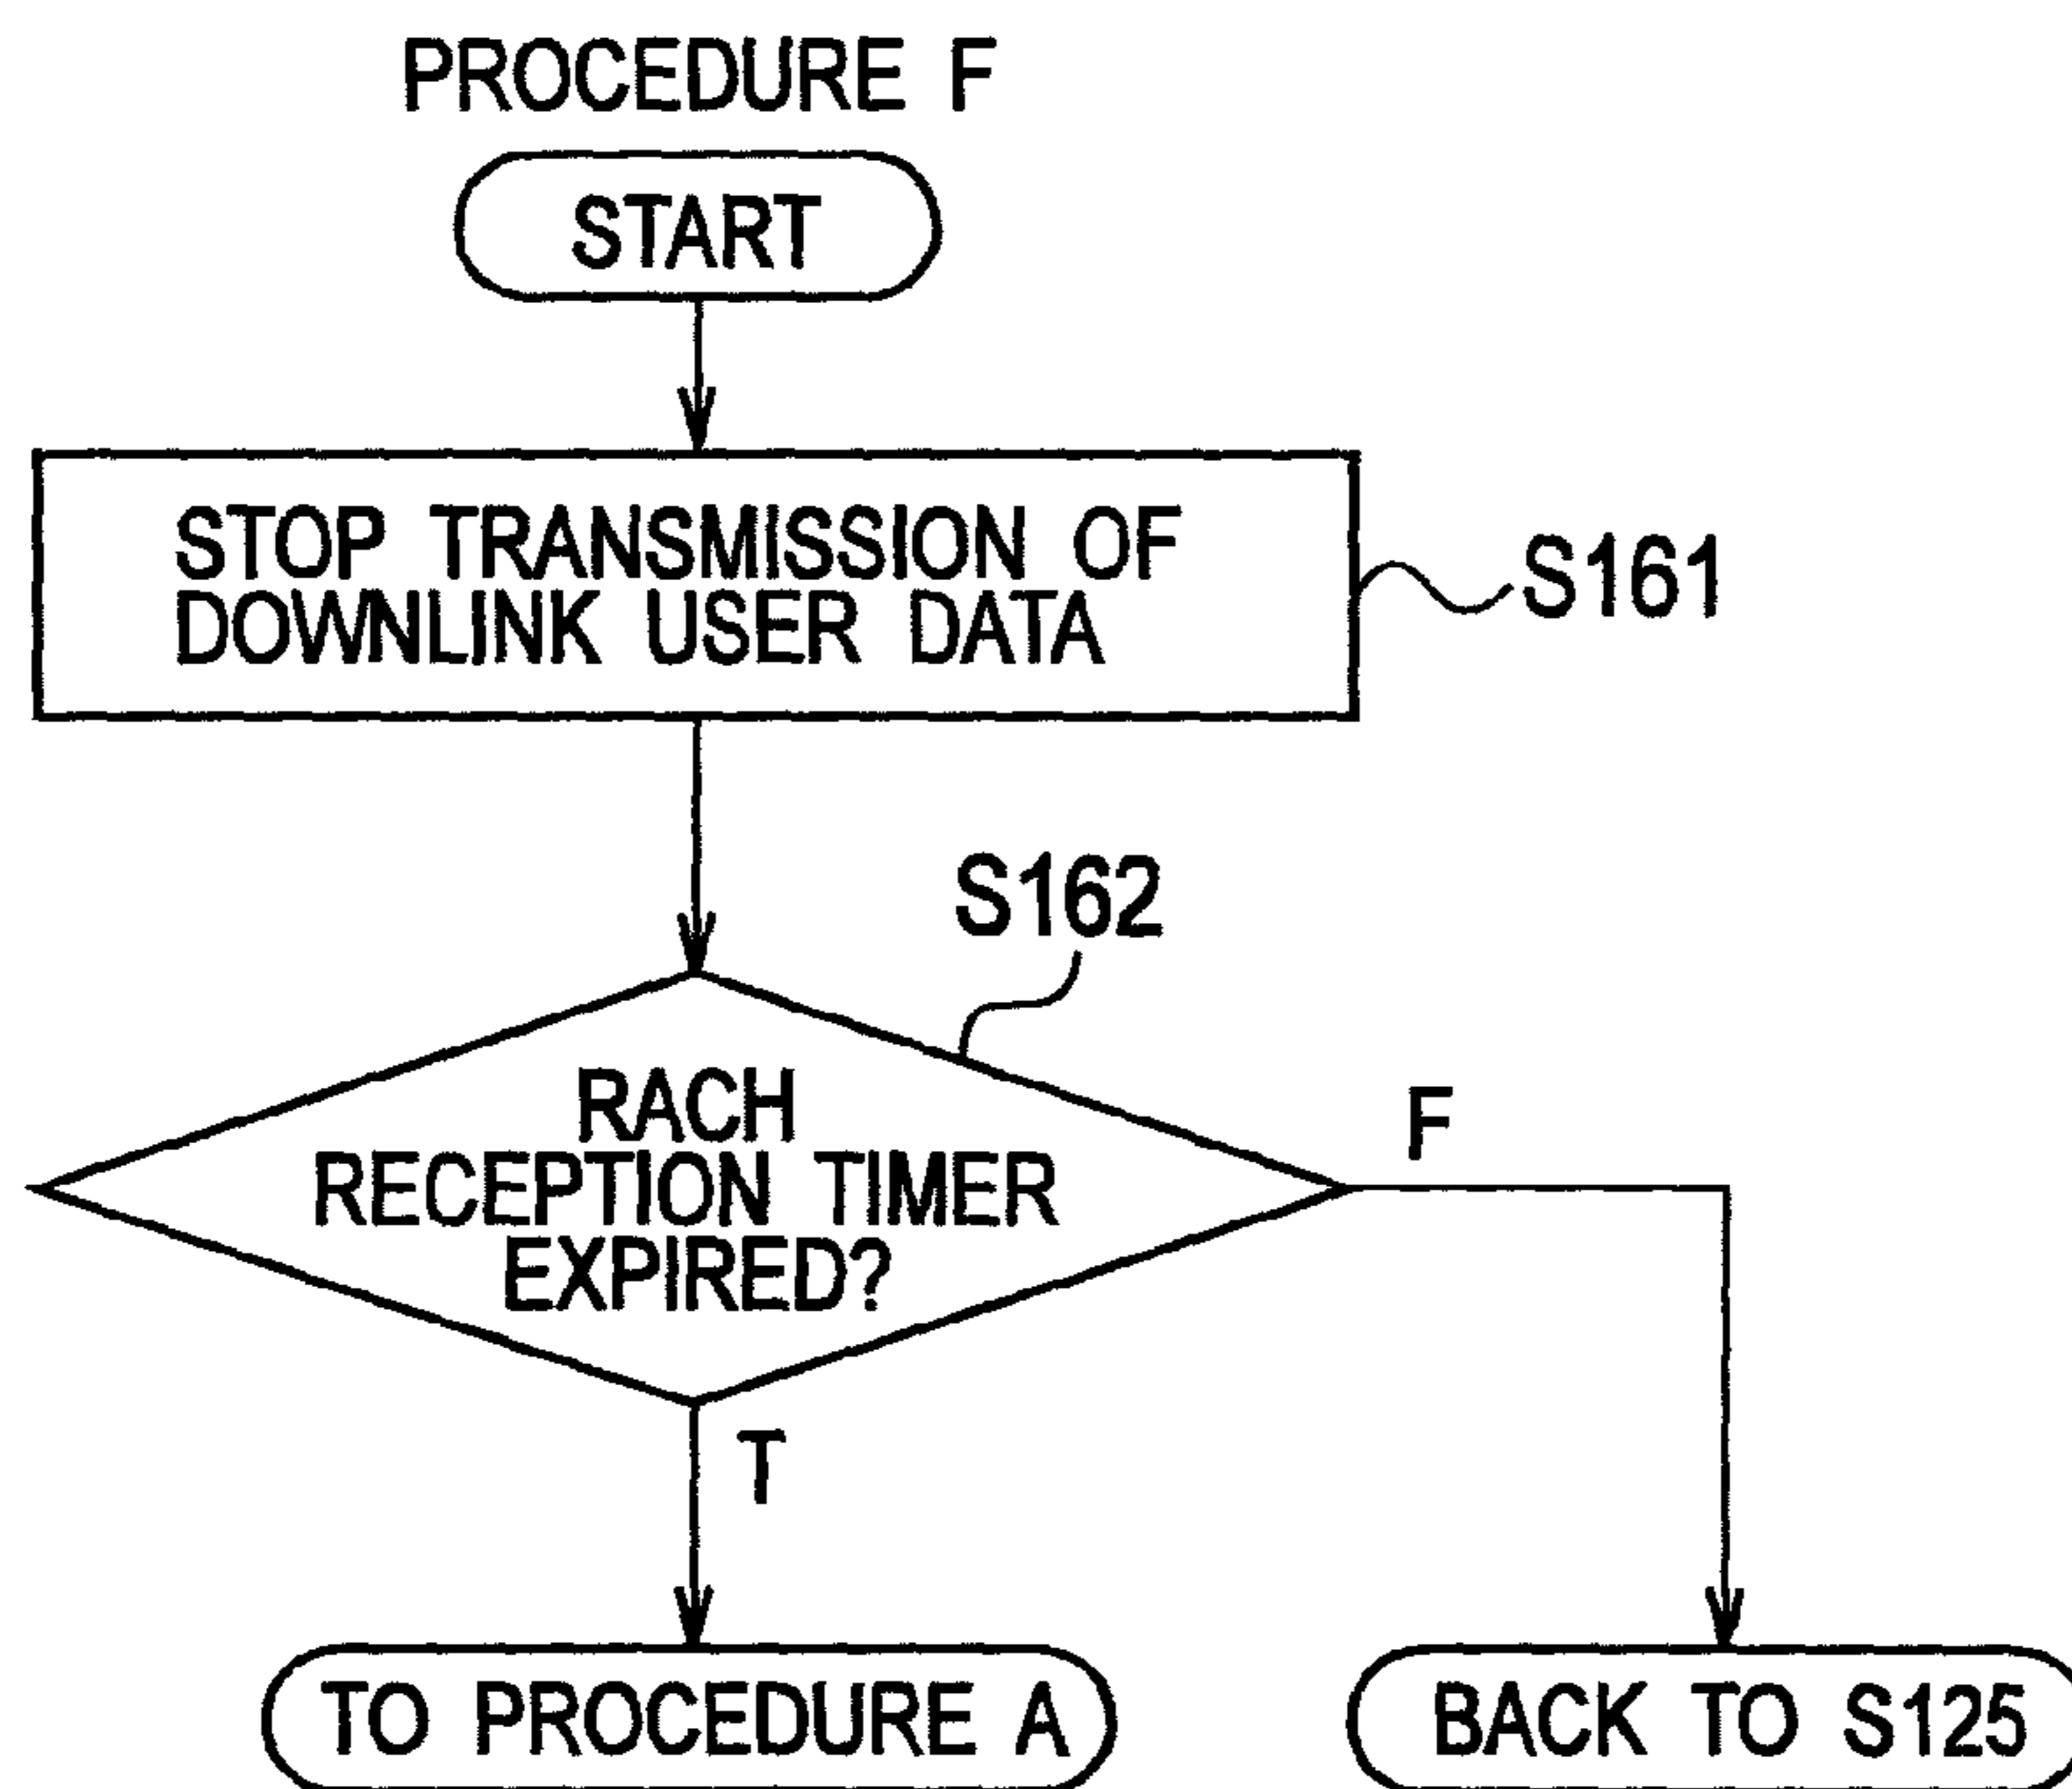 PROCEDURE F
START
STOP TRANSMISSION OF
DOWNLINK USER DATA
S161
S162
RACH
RECEPTION TIMER
EXPIRED?
F
T
TO PROCEDURE A
BACK TO S125